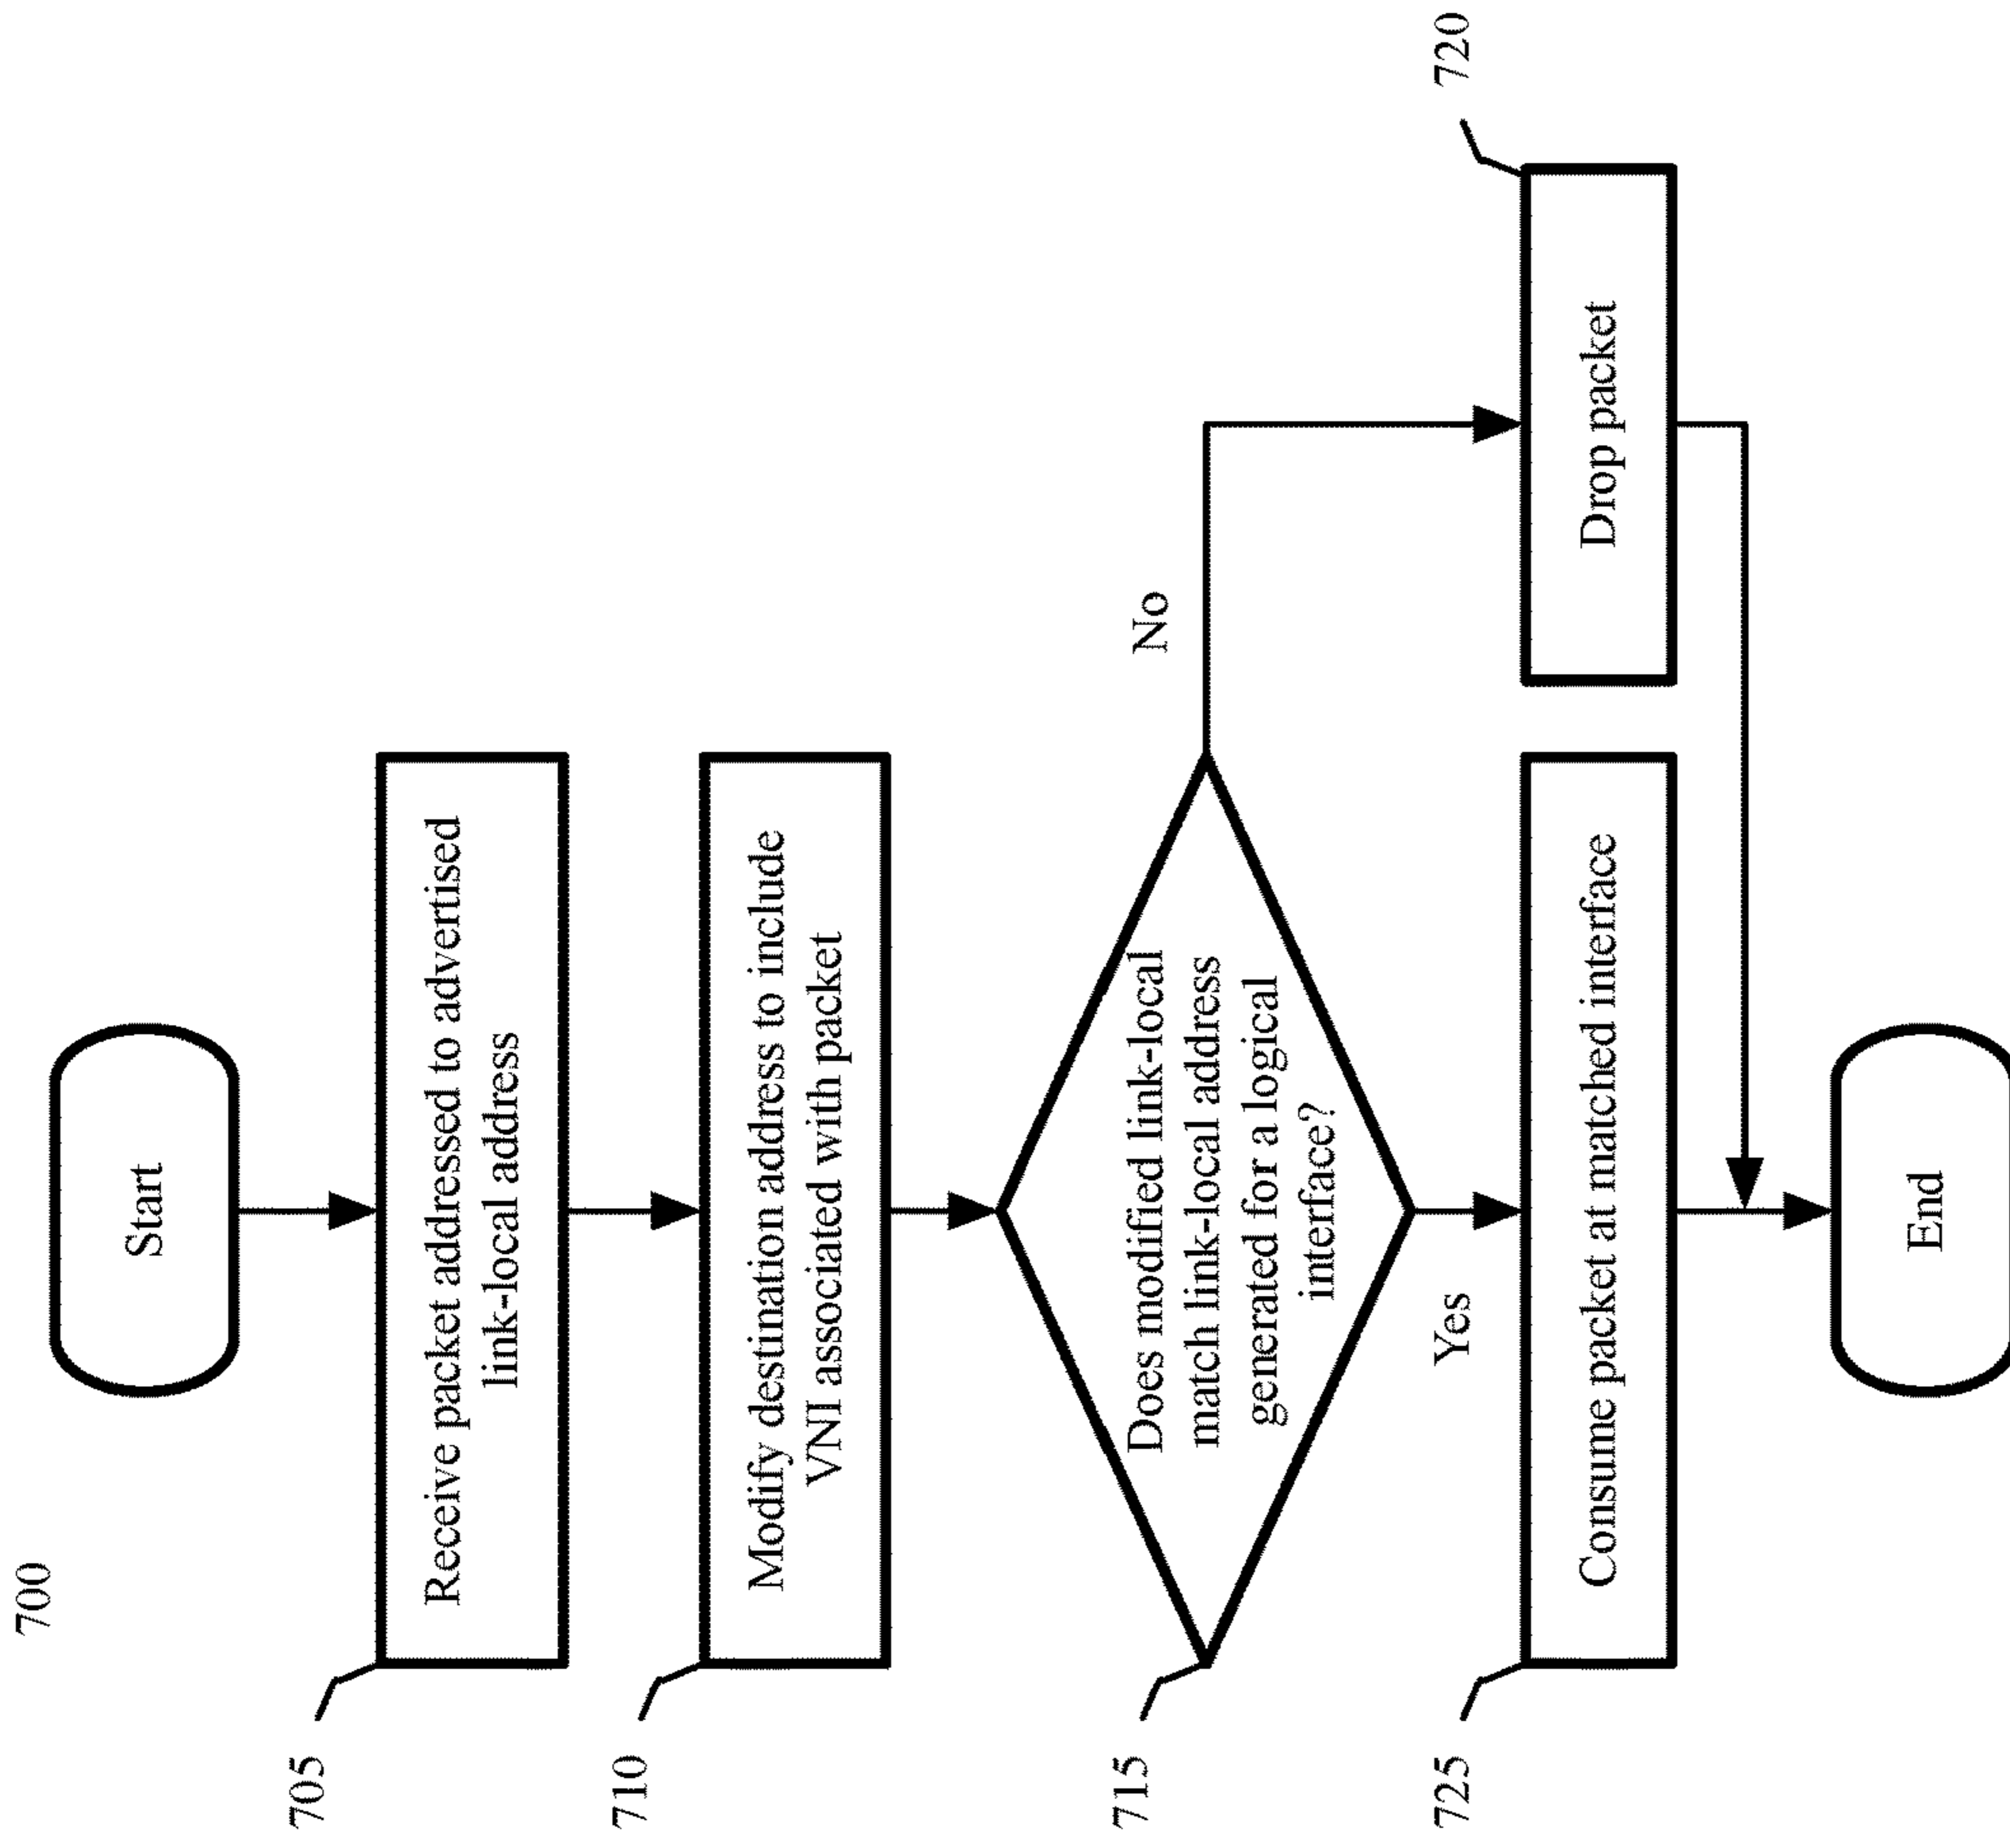 700
Start
705
Receive packet addressed to advertised
link-local address
710
Modify destination address to include
VNI associated with packet
715
Does modified link-local
match link-local address
generated for a logical
interface?
No
Yes
720
Drop packet
725
Consume packet at matched interface
End